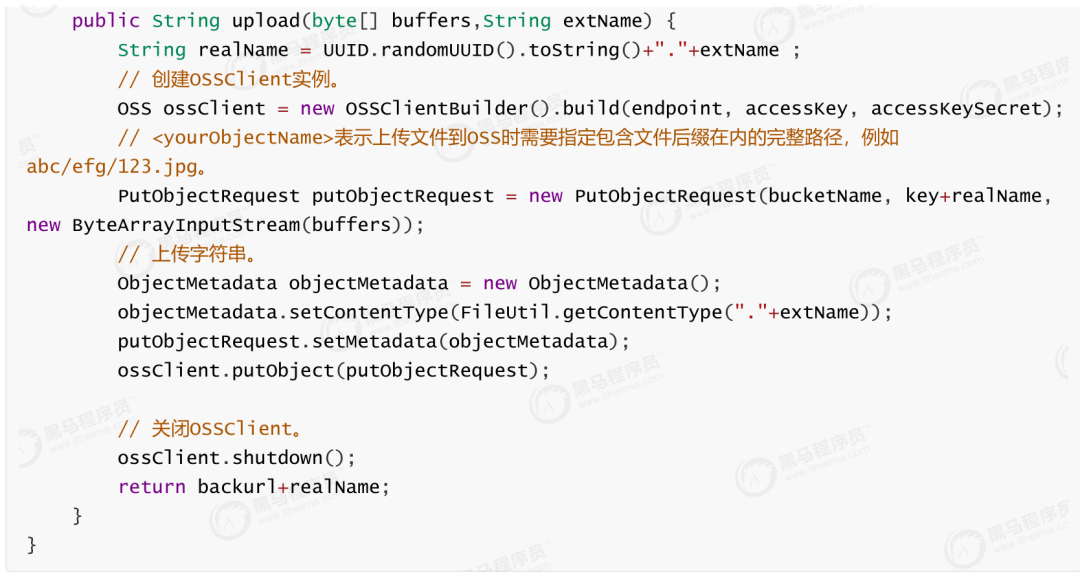 public String upload(byte[] buffers,String extName) {
String realName = UUID.randomUUID().toString()+"."+extName ;
// 创建OSSClient实例。
OSS ossClient = new OSSClientBuilder().build(endpoint, accessKey, accessKeySecret);
// <yourObjectName>表示上传文件到OSS时需要指定包含文件后缀在内的完整路径，例如
abc/efg/123.jpg。
PutObjectRequest putObjectRequest = new PutObjectRequest(bucketName, key+realName,
new ByteArrayInputStream(buffers));
// 上传字符串。
ObjectMetadata objectMetadata = new ObjectMetadata();
objectMetadata.setContentType(FileUtil.getContentType("."+extName));
putObjectRequest.setMetadata(objectMetadata);
ossClient.putObject(putObjectRequest);
// 关闭OSSClient。
ossClient.shutdown();
return backurl+realName;
}
}
黑马程序员
www.itheima.com